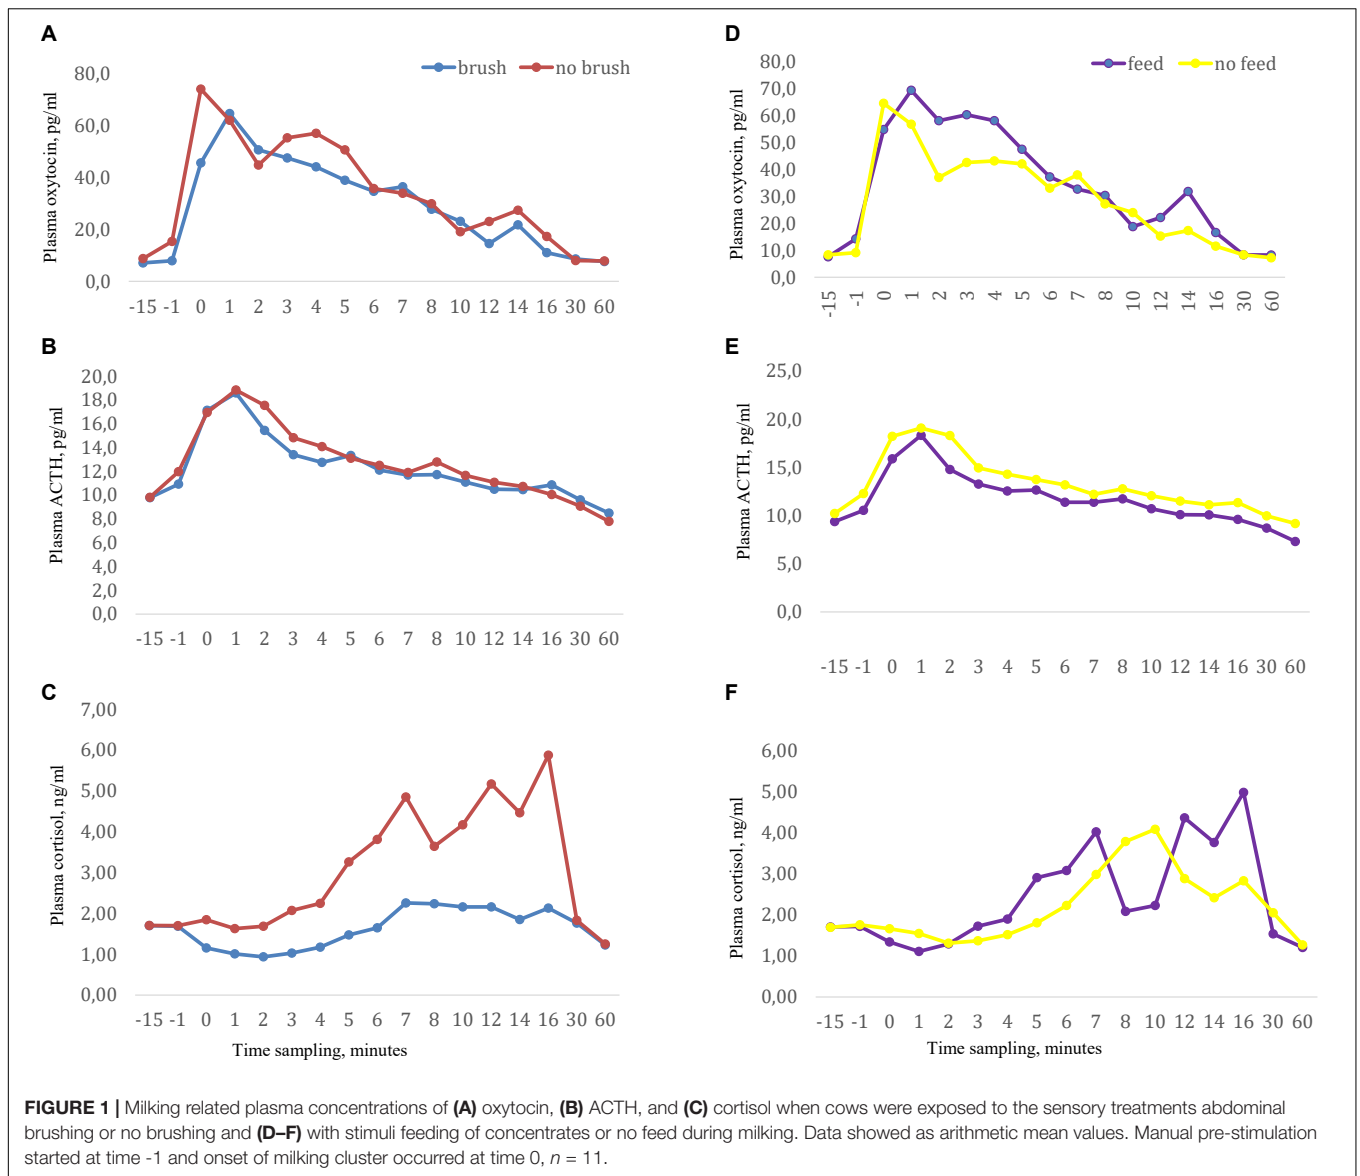 A
brush no brush
Plasma oxytocin, pg/ml
80,0
60,0
40,0
20,0
0,0
-15 -1 0 1 2 3 4 5 6 7 8 10 12 14 16 30 60
B
Plasma ACTH, pg/ml
20,0
18,0
16,0
14,0
12,0
10,0
8,0
6,0
4,0
2,0
0,0
-15 -1 0 1 2 3 4 5 6 7 8 10 12 14 16 30 60
C
Plasma cortisol, ng/ml
7,00
6,00
5,00
4,00
3,00
2,00
1,00
0,00
-15 -1 0 1 2 3 4 5 6 7 8 10 12 14 16 30 60
Time sampling, minutes
D
feed no feed
Plasma oxytocin, pg/ml
80,0
70,0
60,0
50,0
40,0
30,0
20,0
10,0
0,0
-15 -1 0 1 2 3 4 5 6 7 8 10 12 14 16 30 60
E
Plasma ACTH, pg/ml
25,0
20,0
15,0
10,0
5,0
0,0
-15 -1 0 1 2 3 4 5 6 7 8 10 12 14 16 30 60
F
Plasma cortisol, ng/ml
6,00
5,00
4,00
3,00
2,00
1,00
0,00
-15 -1 0 1 2 3 4 5 6 7 8 10 12 14 16 30 60
Time sampling, minutes
FIGURE 1 | Milking related plasma concentrations of (A) oxytocin, (B) ACTH, and (C) cortisol when cows were exposed to the sensory treatments abdominal
brushing or no brushing and (D–F) with stimuli feeding of concentrates or no feed during milking. Data showed as arithmetic mean values. Manual pre-stimulation
started at time -1 and onset of milking cluster occurred at time 0, n = 11.